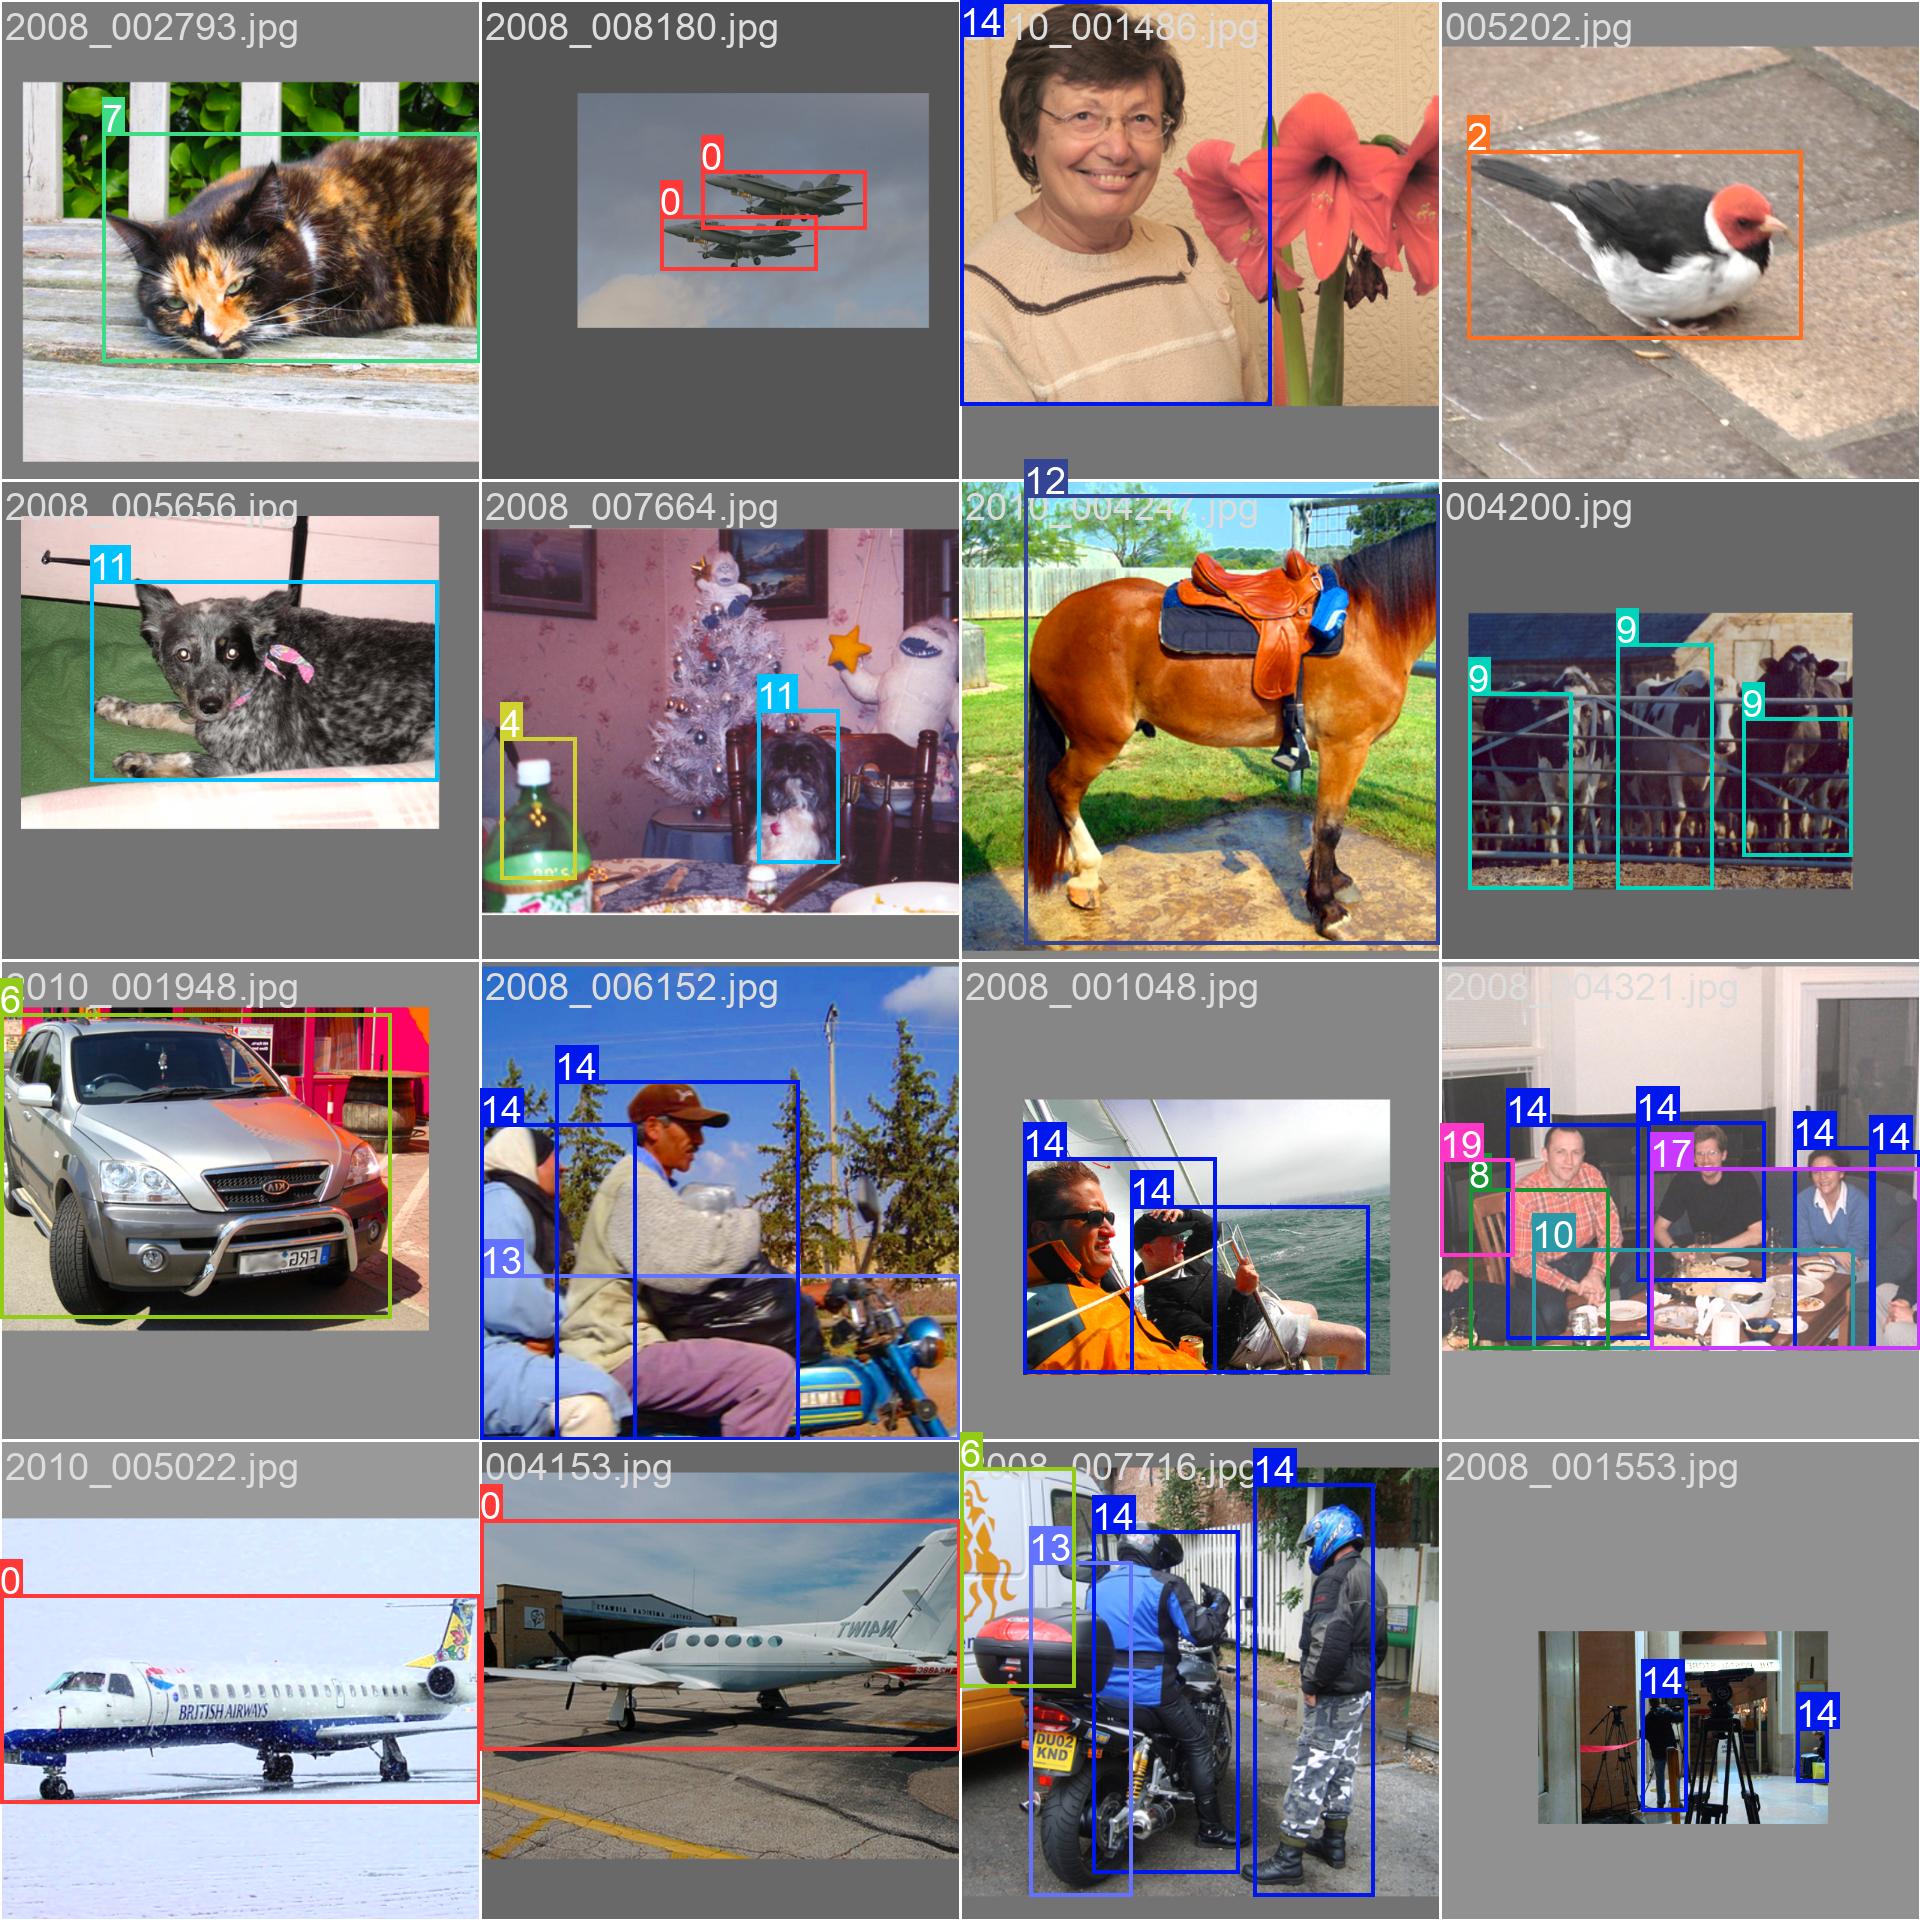 2008_002793.jpg
2008_008180.jpg
14
10_001486.jpg
005202.jpg
7
0
0
2
2008_005656.jpg
2008_007664.jpg
12
2010_004247.jpg
004200.jpg
11
4
11
9
9
9
6
2010_001948.jpg
2008_006152.jpg
2008_001048.jpg
2008_004321.jpg
14
14
13
14
14
14
14
14
14
19
17
8
10
2010_005022.jpg
004153.jpg
6
2008_007716.jpg
14
2008_001553.jpg
0
BRITISH AIRWAYS
0
14
13
DU02
KND
14
14